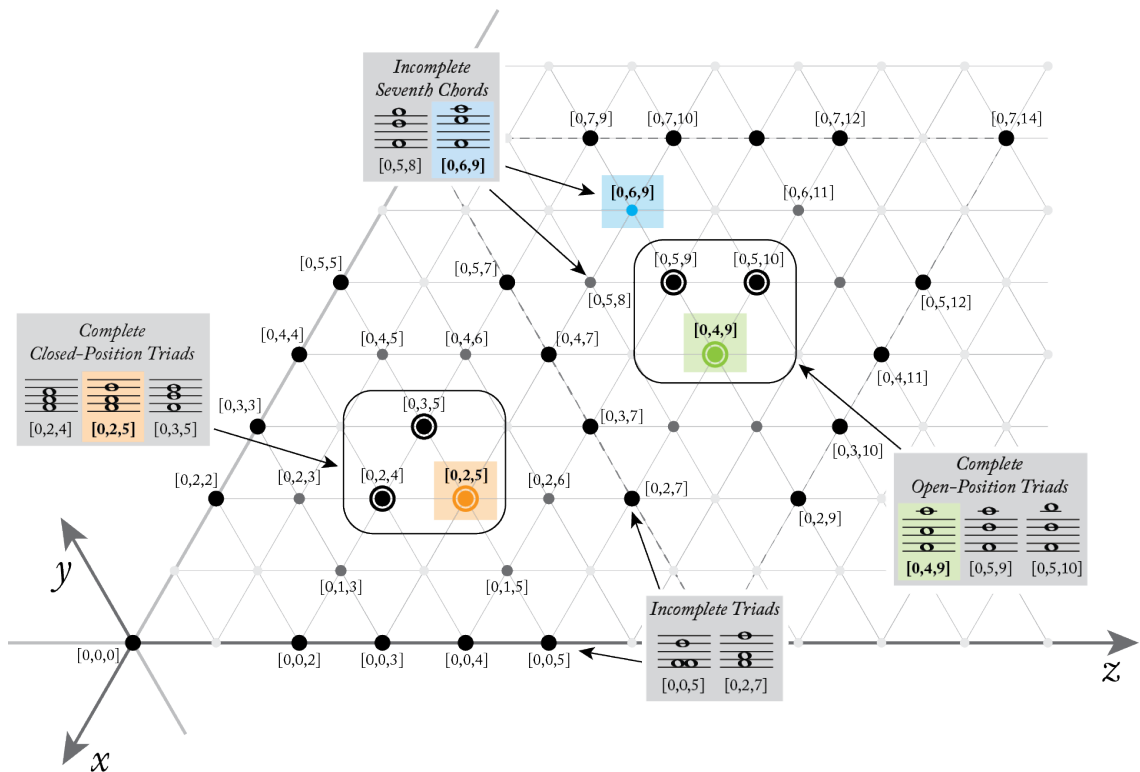 Incomplete
Seventh Chords
[0,5,8] [0,6,9]
[0,7,9] [0,7,10] [0,7,12] [0,7,14]
[0,6,9] [0,6,11]
[0,5,5] [0,5,7] [0,5,8] [0,5,9] [0,5,10] [0,5,12]
Complete
Closed-Position Triads
[0,2,4] [0,2,5] [0,3,5]
[0,4,4] [0,4,5] [0,4,6] [0,4,7] [0,4,9] [0,4,11]
[0,3,3] [0,3,5] [0,3,7] [0,3,10]
[0,2,2] [0,2,3] [0,2,4] [0,2,5] [0,2,6] [0,2,7] [0,2,9]
Complete
Open-Position Triads
[0,4,9] [0,5,9] [0,5,10]
y
[0,1,3] [0,1,5]
Incomplete Triads
[0,0,5] [0,2,7]
[0,0,0] [0,0,2] [0,0,3] [0,0,4] [0,0,5]
z
x